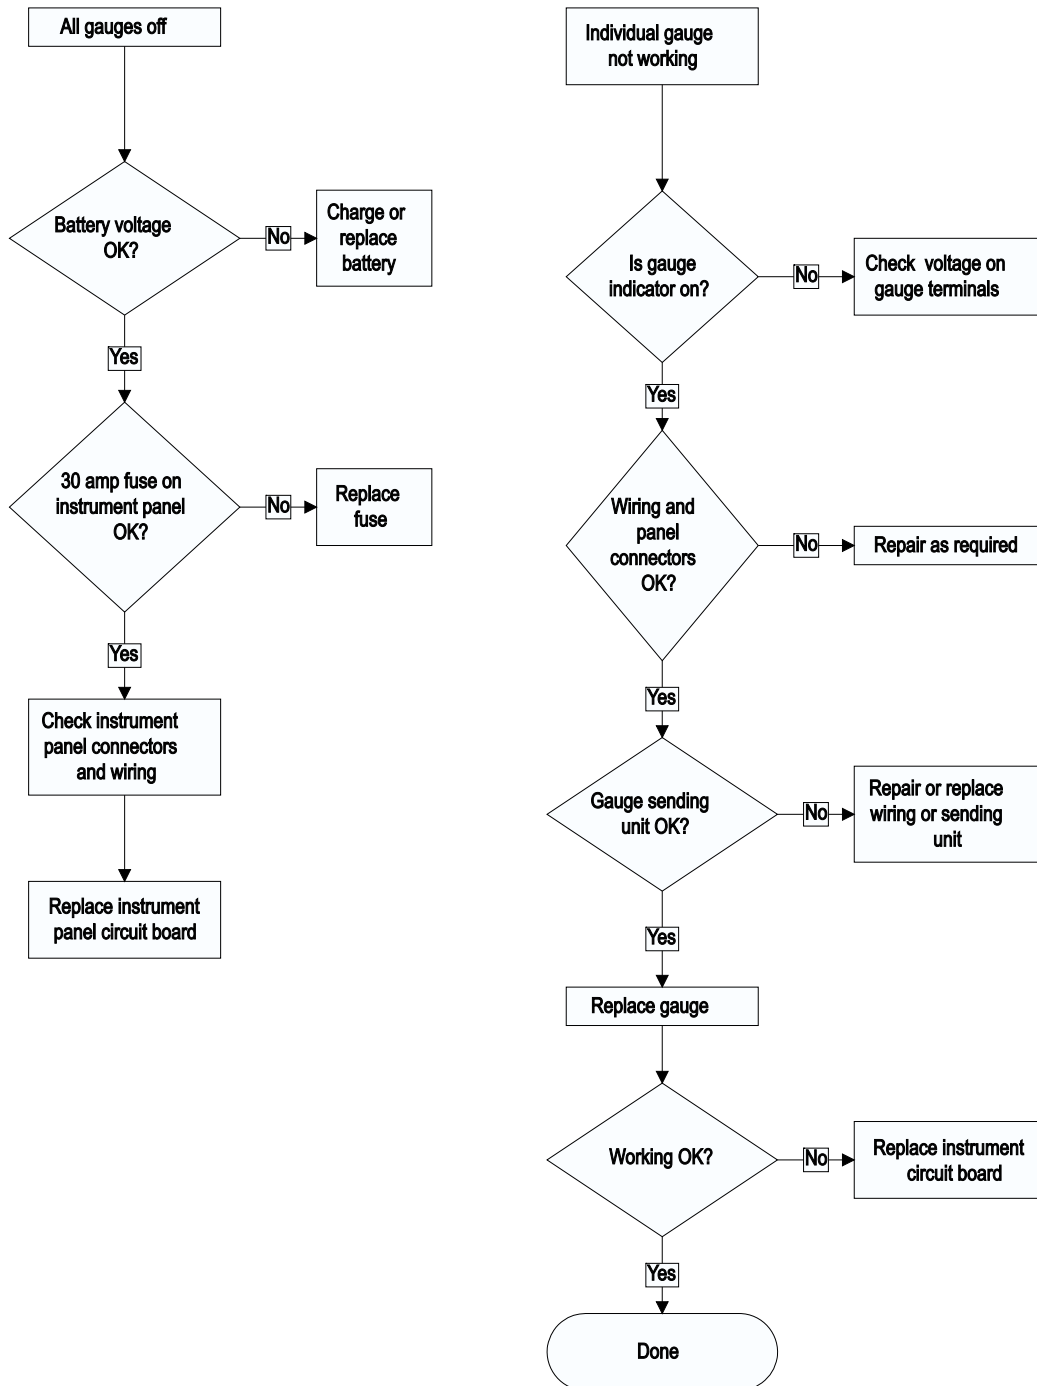 All gauges off
Battery voltage
OK?
No
Charge or
replace
battery
Yes
30 amp fuse on
instrument panel
OK?
No
Replace
fuse
Yes
Check instrument
panel connectors
and wiring
Replace instrument
panel circuit board
Individual gauge
not working
Is gauge
indicator on?
No
Check voltage on
gauge terminals
Yes
Wiring and
panel
connectors
OK?
No
Repair as required
Yes
Gauge sending
unit OK?
No
Repair or replace
wiring or sending
unit
Yes
Replace gauge
Working OK?
No
Replace instrument
circuit board
Yes
Done